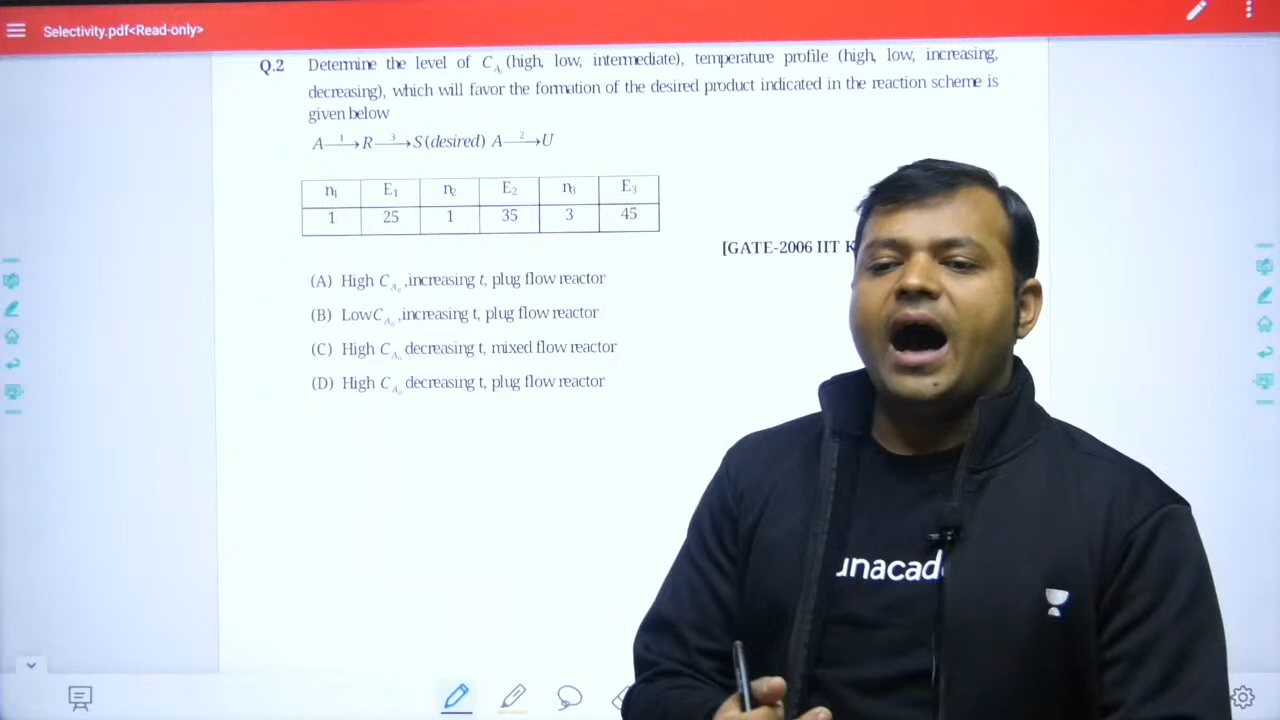 Selectivity.pdf<Read-only>
Q.2 Determine the level of C_A (high, low, intermediate), temperature profile (high, low, increasing,
decreasing), which will favor the formation of the desired product indicated in the reaction scheme is
given below
A —1→ R —3→ S (desired) A —2→ U
n₁ E₁ n₂ E₂ n₃ E₃
1 25 1 35 3 45
[GATE-2006 IIT K
(A) High C_A₀ ,increasing t, plug flow reactor
(B) Low C_A₀ ,increasing t, plug flow reactor
(C) High C_A₀ decreasing t, mixed flow reactor
(D) High C_A₀ decreasing t, plug flow reactor
unacad